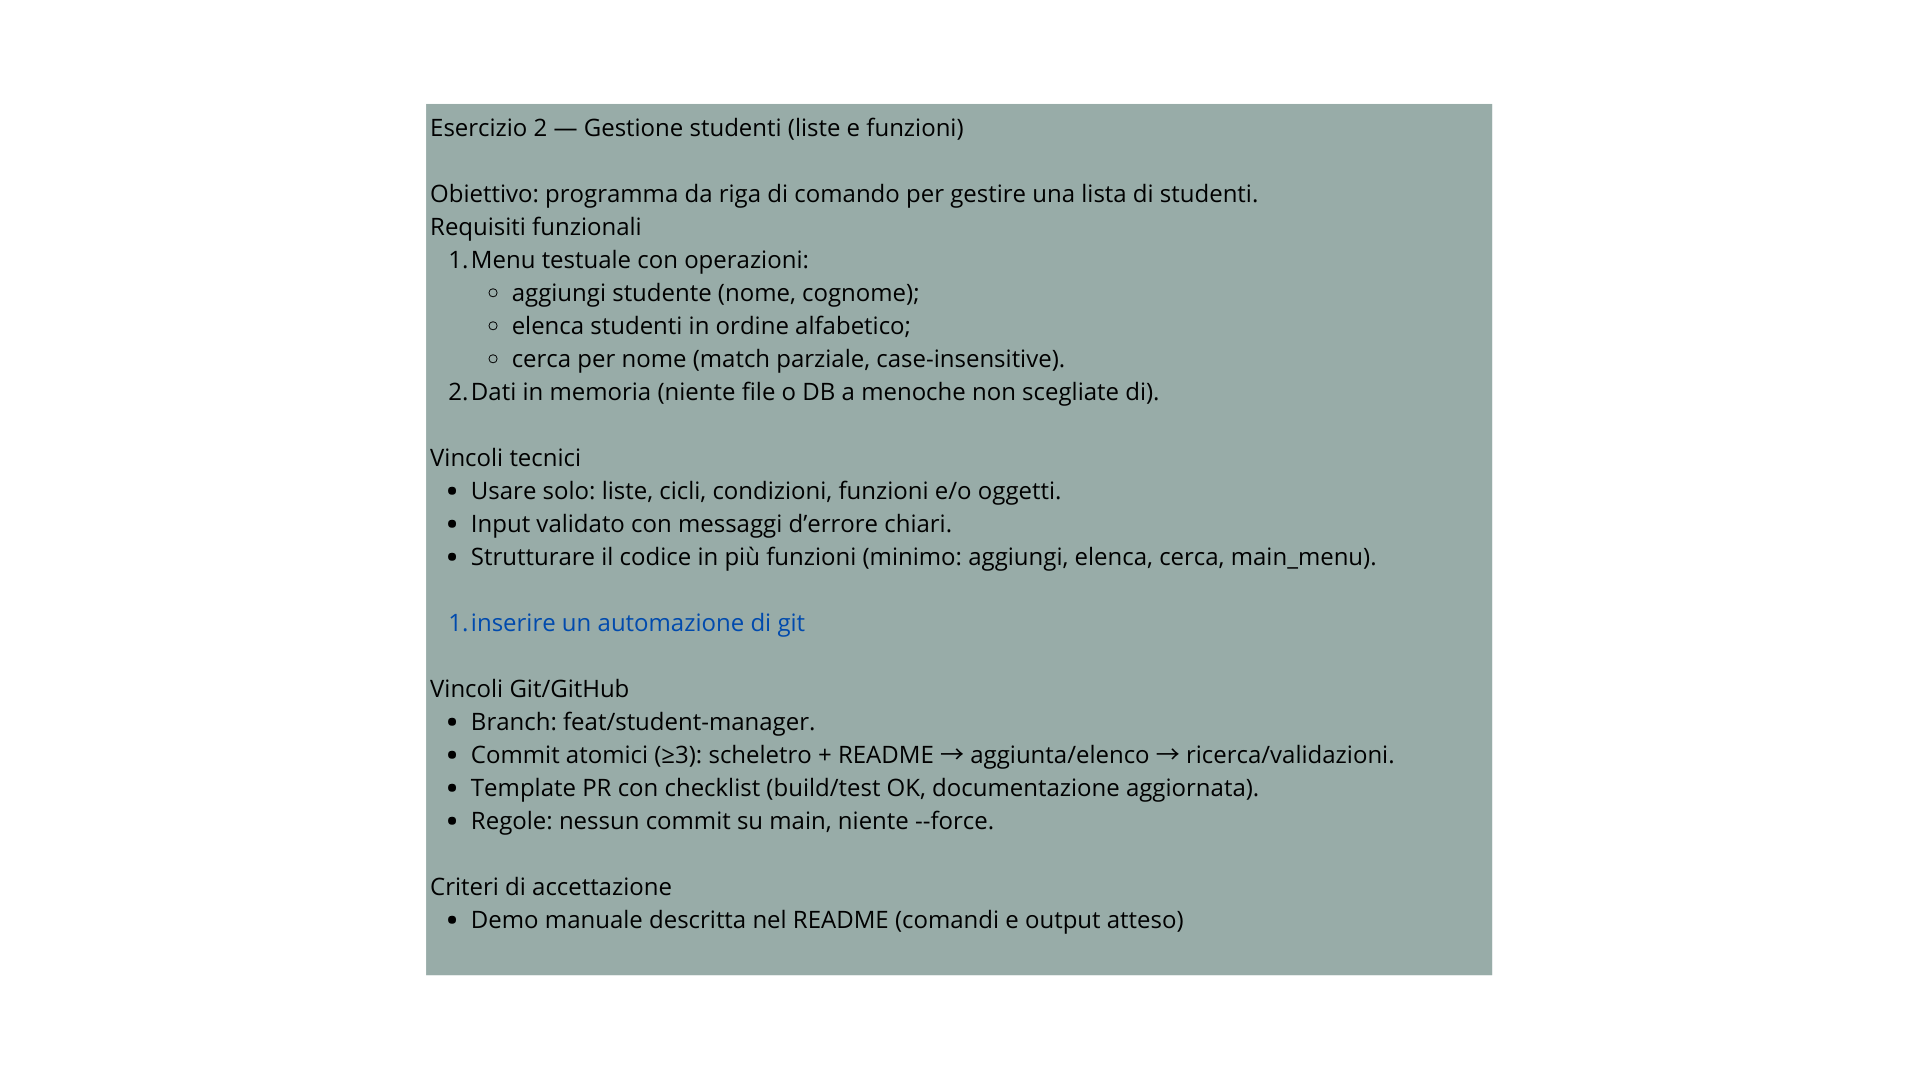 Esercizio 2 — Gestione studenti (liste e funzioni)
Obiettivo: programma da riga di comando per gestire una lista di studenti.
Requisiti funzionali
1. Menu testuale con operazioni:
◦ aggiungi studente (nome, cognome);
◦ elenca studenti in ordine alfabetico;
◦ cerca per nome (match parziale, case-insensitive).
2. Dati in memoria (niente file o DB a menoche non scegliate di).
Vincoli tecnici
• Usare solo: liste, cicli, condizioni, funzioni e/o oggetti.
• Input validato con messaggi d’errore chiari.
• Strutturare il codice in più funzioni (minimo: aggiungi, elenca, cerca, main_menu).
1. inserire un automazione di git
Vincoli Git/GitHub
• Branch: feat/student-manager.
• Commit atomici (≥3): scheletro + README → aggiunta/elenco → ricerca/validazioni.
• Template PR con checklist (build/test OK, documentazione aggiornata).
• Regole: nessun commit su main, niente --force.
Criteri di accettazione
• Demo manuale descritta nel README (comandi e output atteso)